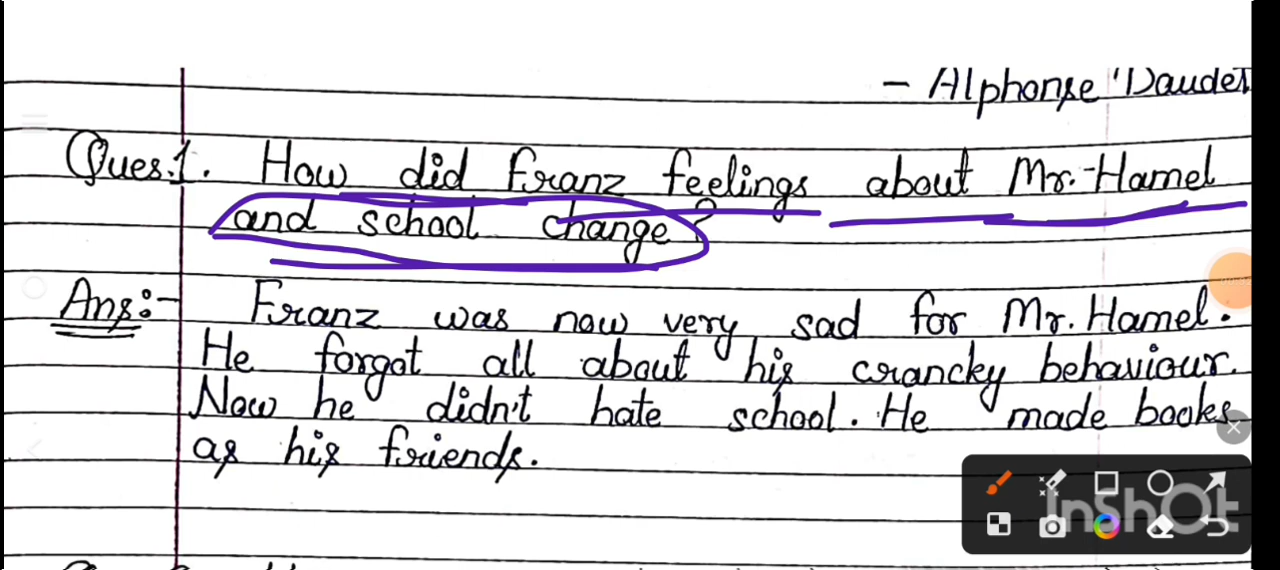 - Alphonse Daudet
Ques:1. How did Franz feelings about Mr. Hamel
and school change?
Ans:- Franz was now very sad for Mr. Hamel.
He forgot all about his crancky behaviour.
Now he didn't hate school. He made books
as his friends.
InShOt